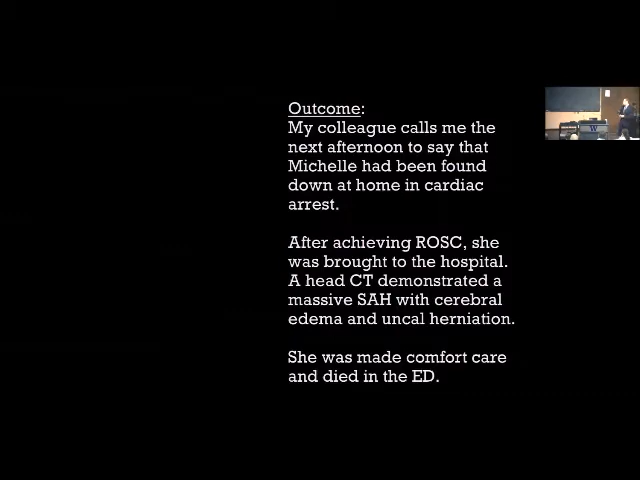 Outcome:
My colleague calls me the
next afternoon to say that
Michelle had been found
down at home in cardiac
arrest.
After achieving ROSC, she
was brought to the hospital.
A head CT demonstrated a
massive SAH with cerebral
edema and uncal herniation.
She was made comfort care
and died in the ED.
W